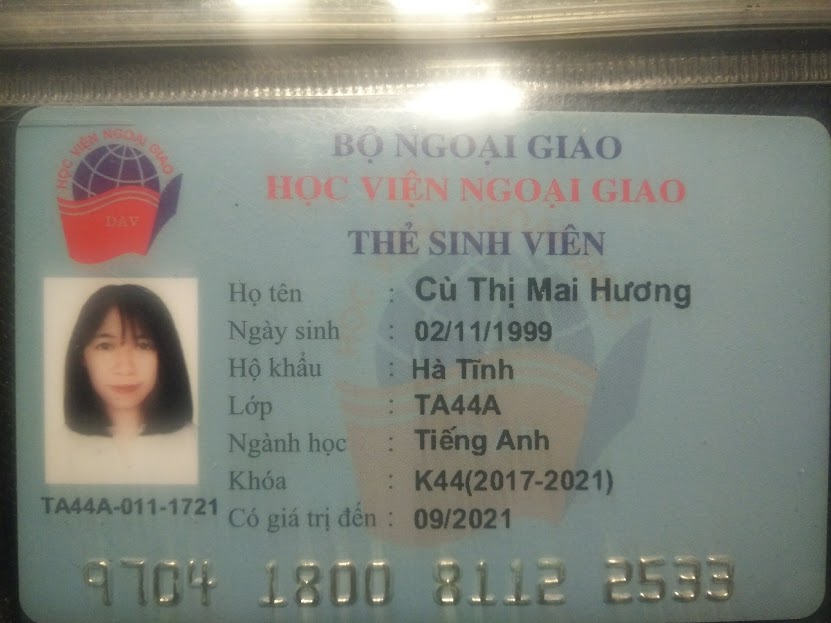 HỌC VIỆN NGOẠI GIAO
DAV
BỘ NGOẠI GIAO
HỌC VIỆN NGOẠI GIAO
THẺ SINH VIÊN
Họ tên : Cù Thị Mai Hương
Ngày sinh : 02/11/1999
Hộ khẩu : Hà Tĩnh
Lớp : TA44A
Ngành học : Tiếng Anh
Khóa : K44(2017-2021)
Có giá trị đến : 09/2021
TA44A-011-1721
9704 1800 8112 2533